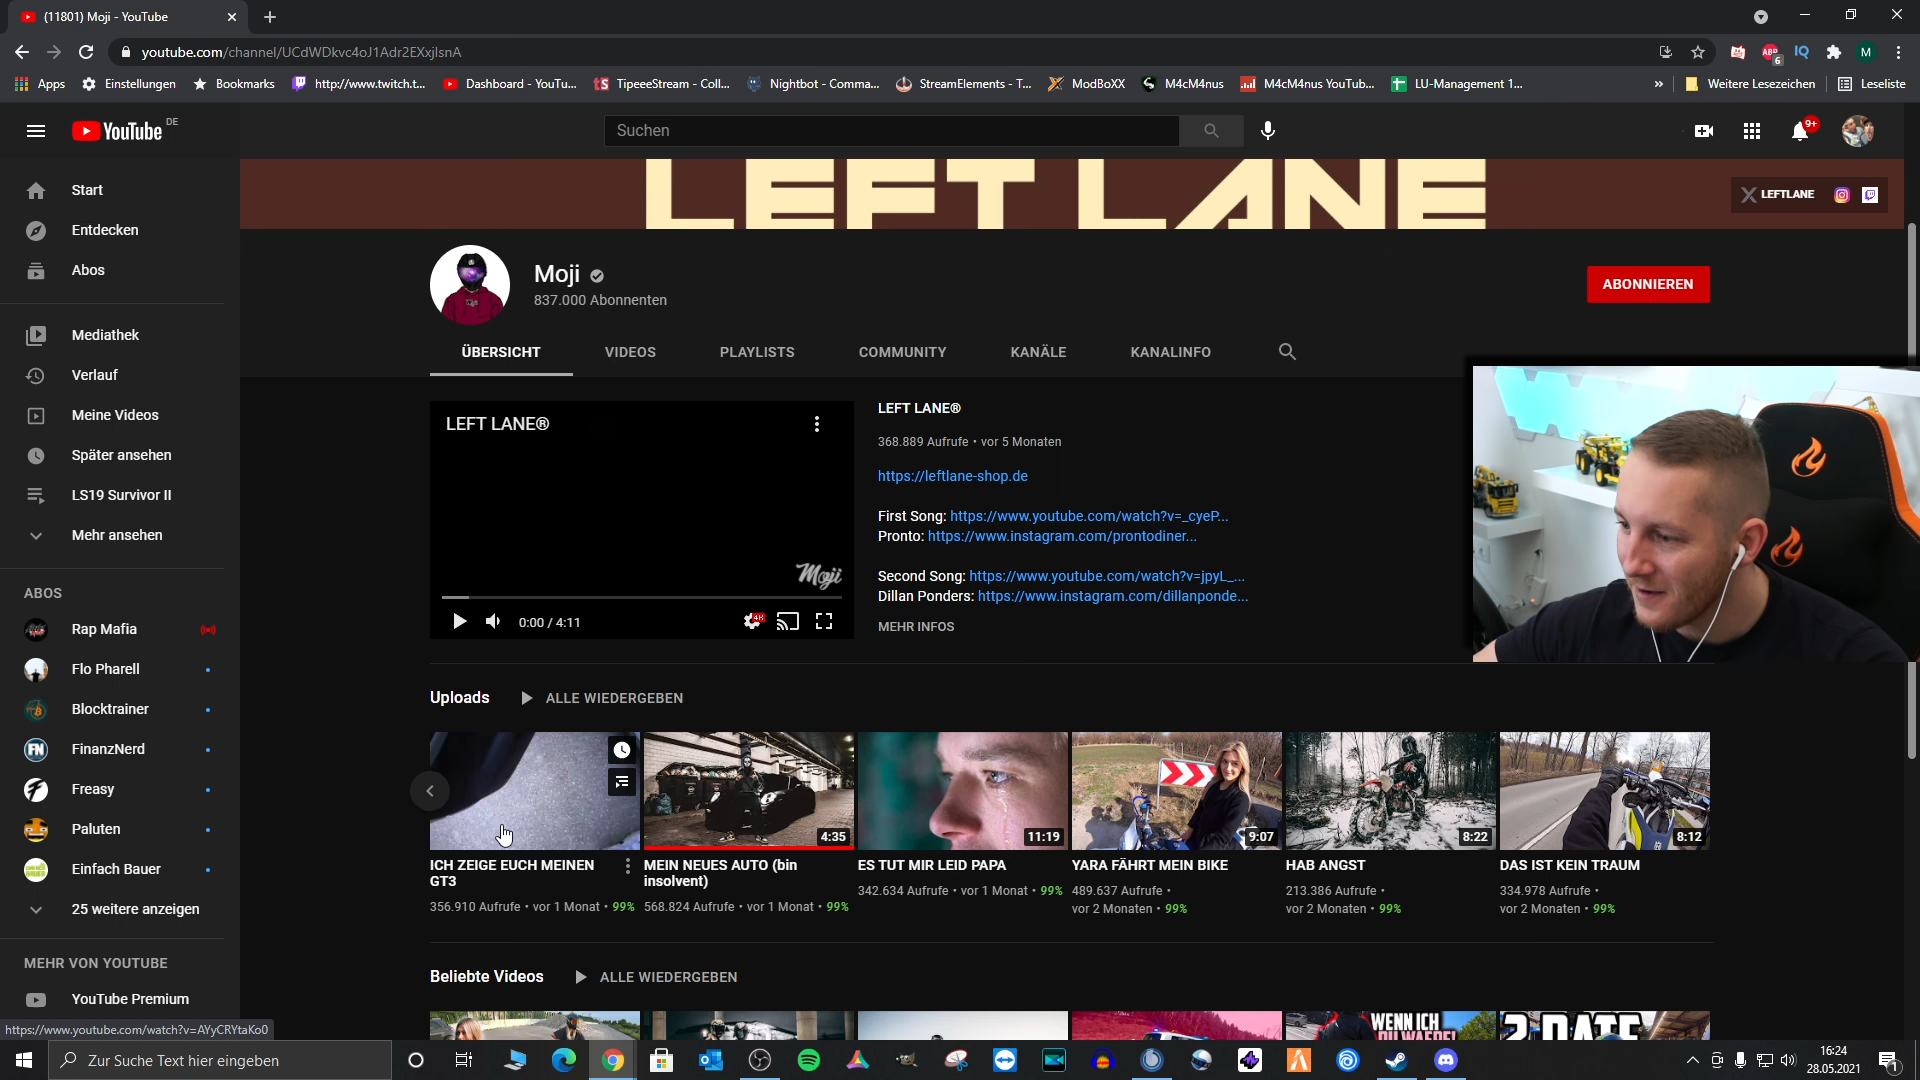 (11801) Moji - YouTube
youtube.com/channel/UCdWDkvc4oJ1Adr2EXxjlsnA
Apps Einstellungen Bookmarks http://www.twitch.t... Dashboard - YouTu... TipeeeStream - Coll... Nightbot - Comma... StreamElements - T... ModBoXX M4cM4nus M4cM4nus YouTub... LU-Management 1... » Weitere Lesezeichen Leseliste
YouTube DE
Suchen
9+
LEFT LANE
LEFTLANE
Start
Entdecken
Abos
Mediathek
Verlauf
Meine Videos
Später ansehen
LS19 Survivor II
Mehr ansehen
ABOS
Rap Mafia
Flo Pharell
Blocktrainer
FinanzNerd
Freasy
Paluten
Einfach Bauer
25 weitere anzeigen
MEHR VON YOUTUBE
YouTube Premium
https://www.youtube.com/watch?v=AYyCRYtaKo0
Moji
837.000 Abonnenten
ABONNIEREN
ÜBERSICHT VIDEOS PLAYLISTS COMMUNITY KANÄLE KANALINFO
LEFT LANE®
Moji
0:00 / 4:11
LEFT LANE®
368.889 Aufrufe • vor 5 Monaten
https://leftlane-shop.de
First Song: https://www.youtube.com/watch?v=_cyeP...
Pronto: https://www.instagram.com/prontodiner...
Second Song: https://www.youtube.com/watch?v=jpyL_...
Dillan Ponders: https://www.instagram.com/dillanponde...
MEHR INFOS
Uploads ALLE WIEDERGEBEN
ICH ZEIGE EUCH MEINEN
GT3
356.910 Aufrufe • vor 1 Monat • 99%
4:35
MEIN NEUES AUTO (bin
insolvent)
568.824 Aufrufe • vor 1 Monat • 99%
11:19
ES TUT MIR LEID PAPA
342.634 Aufrufe • vor 1 Monat • 99%
9:07
YARA FÄHRT MEIN BIKE
489.637 Aufrufe •
vor 2 Monaten • 99%
8:22
HAB ANGST
213.386 Aufrufe •
vor 2 Monaten • 99%
8:12
DAS IST KEIN TRAUM
334.978 Aufrufe •
vor 2 Monaten • 99%
Beliebte Videos ALLE WIEDERGEBEN
WENN ICH
2. DATE
Zur Suche Text hier eingeben
16:24
28.05.2021